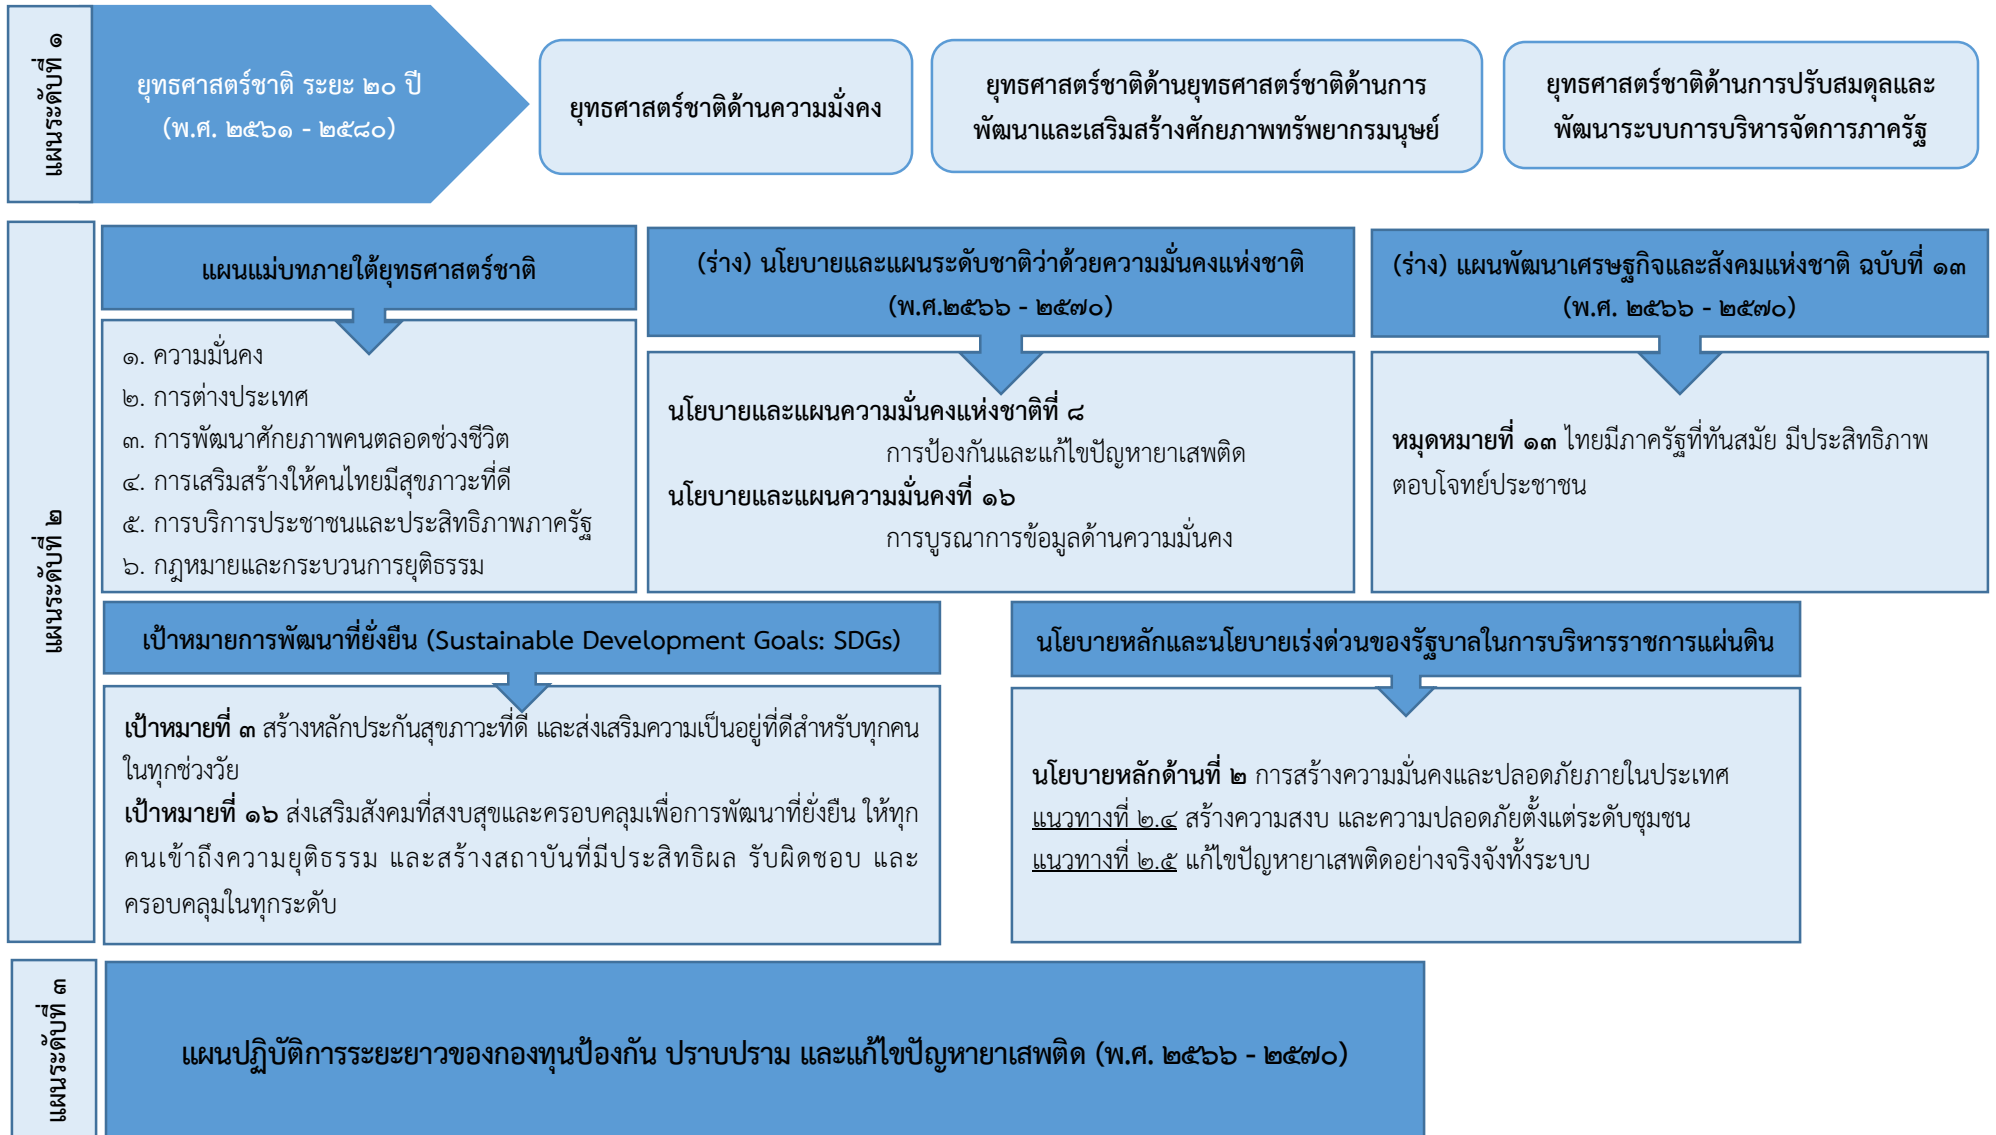 แผนระดับที่ ๑
ยุทธศาสตร์ชาติ ระยะ ๒๐ ปี
(พ.ศ. ๒๕๖๑ - ๒๕๘๐)
ยุทธศาสตร์ชาติด้านความมั่งคง
ยุทธศาสตร์ชาติด้านยุทธศาสตร์ชาติด้านการ
พัฒนาและเสริมสร้างศักยภาพทรัพยากรมนุษย์
ยุทธศาสตร์ชาติด้านการปรับสมดุลและ
พัฒนาระบบการบริหารจัดการภาครัฐ
แผนระดับที่ ๒
แผนแม่บทภายใต้ยุทธศาสตร์ชาติ
๑. ความมั่นคง
๒. การต่างประเทศ
๓. การพัฒนาศักยภาพคนตลอดช่วงชีวิต
๔. การเสริมสร้างให้คนไทยมีสุขภาวะที่ดี
๕. การบริการประชาชนและประสิทธิภาพภาครัฐ
๖. กฎหมายและกระบวนการยุติธรรม
(ร่าง) นโยบายและแผนระดับชาติว่าด้วยความมั่นคงแห่งชาติ
(พ.ศ.๒๕๖๖ - ๒๕๗๐)
นโยบายและแผนความมั่นคงแห่งชาติที่ ๘
การป้องกันและแก้ไขปัญหายาเสพติด
นโยบายและแผนความมั่นคงที่ ๑๖
การบูรณาการข้อมูลด้านความมั่นคง
(ร่าง) แผนพัฒนาเศรษฐกิจและสังคมแห่งชาติ ฉบับที่ ๑๓
(พ.ศ. ๒๕๖๖ - ๒๕๗๐)
หมุดหมายที่ ๑๓ ไทยมีภาครัฐที่ทันสมัย มีประสิทธิภาพ
ตอบโจทย์ประชาชน
เป้าหมายการพัฒนาที่ยั่งยืน (Sustainable Development Goals: SDGs)
เป้าหมายที่ ๓ สร้างหลักประกันสุขภาวะที่ดี และส่งเสริมความเป็นอยู่ที่ดีสำหรับทุกคน
ในทุกช่วงวัย
เป้าหมายที่ ๑๖ ส่งเสริมสังคมที่สงบสุขและครอบคลุมเพื่อการพัฒนาที่ยั่งยืน ให้ทุก
คนเข้าถึงความยุติธรรม และสร้างสถาบันที่มีประสิทธิผล รับผิดชอบ และ
ครอบคลุมในทุกระดับ
นโยบายหลักและนโยบายเร่งด่วนของรัฐบาลในการบริหารราชการแผ่นดิน
นโยบายหลักด้านที่ ๒ การสร้างความมั่นคงและปลอดภัยภายในประเทศ
แนวทางที่ ๒.๔ สร้างความสงบ และความปลอดภัยตั้งแต่ระดับชุมชน
แนวทางที่ ๒.๕ แก้ไขปัญหายาเสพติดอย่างจริงจังทั้งระบบ
แผนระดับที่ ๓
แผนปฏิบัติการระยะยาวของกองทุนป้องกัน ปราบปราม และแก้ไขปัญหายาเสพติด (พ.ศ. ๒๕๖๖ - ๒๕๗๐)